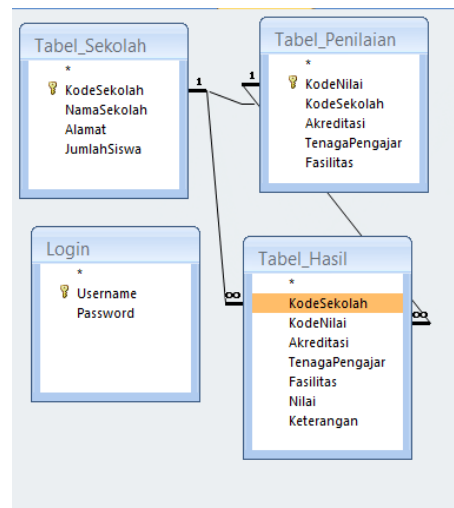 Tabel_Sekolah
*
KodeSekolah
NamaSekolah
Alamat
JumlahSiswa
1
1
Tabel_Penilaian
*
KodeNilai
KodeSekolah
Akreditasi
TenagaPengajar
Fasilitas
Login
*
Username
Password
∞
Tabel_Hasil
*
KodeSekolah
KodeNilai
Akreditasi
TenagaPengajar
Fasilitas
Nilai
Keterangan
∞